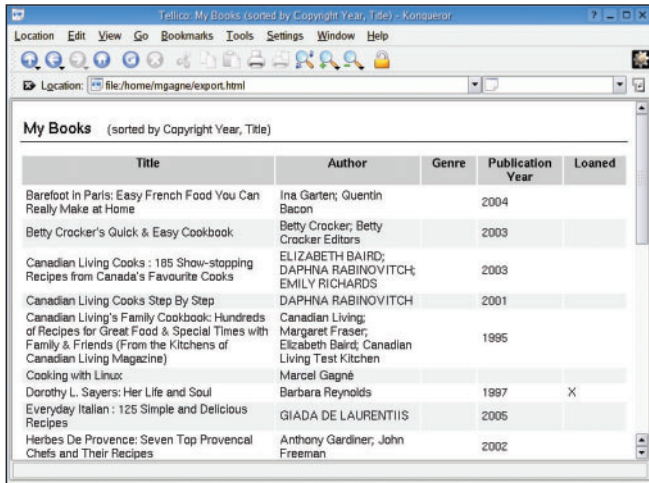 Tellico: My Books (sorted by Copyright Year, Title) - Konqueror
Location Edit View Go Bookmarks Tools Settings Window Help
Location: file:/home/mgagne/export.html
My Books (sorted by Copyright Year, Title)
Title Author Genre Publication Year Loaned
Barefoot in Paris: Easy French Food You Can
Really Make at Home
Ina Garten; Quentin
Bacon
2004
Betty Crocker's Quick & Easy Cookbook
Betty Crocker; Betty
Crocker Editors
2003
Canadian Living Cooks : 185 Show-stopping
Recipes from Canada's Favourite Cooks
ELIZABETH BAIRD;
DAPHNA RABINOVITCH;
EMILY RICHARDS
2003
Canadian Living Cooks Step By Step
DAPHNA RABINOVITCH
2001
Canadian Living's Family Cookbook: Hundreds
of Recipes for Great Food & Special Times with
Family & Friends (From the Kitchens of
Canadian Living Magazine)
Canadian Living;
Margaret Fraser;
Elizabeth Baird; Canadian
Living Test Kitchen
1995
Cooking with Linux
Marcel Gagné
Dorothy L. Sayers: Her Life and Soul
Barbara Reynolds
1997
X
Everyday Italian : 125 Simple and Delicious
Recipes
GIADA DE LAURENTIIS
2005
Herbes De Provence: Seven Top Provencal
Chefs and Their Recipes
Anthony Gardiner; John
Freeman
2002